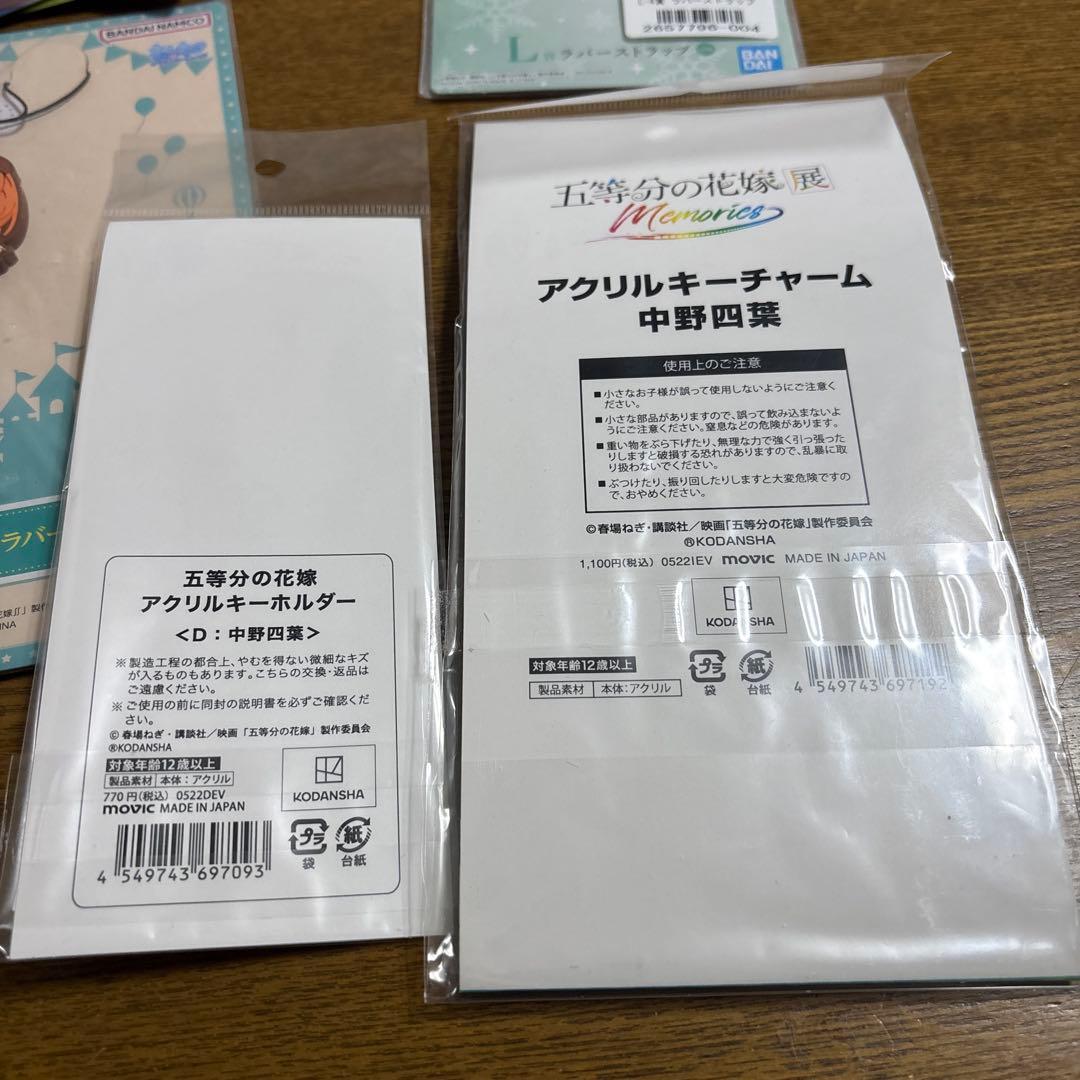 BANDAI NAMCO
ラバーストラップ
2657796-004
L賞ラバーストラップ
BAN
DAI
五等分の花嫁展
Memories
アクリルキーチャーム
中野四葉
使用上のご注意
■小さなお子様が誤って使用しないようにご注意く
ださい。
■小さな部品がありますので、誤って飲み込まないよ
うにご注意ください。窒息などの危険があります。
■重い物をぶら下げたり、無理な力で強く引っ張った
りしますと破損する恐れがありますので、乱暴に取
り扱わないでください。
■ぶつけたり、振り回したりしますと大変危険ですの
で、おやめください。
©春場ねぎ・講談社／映画「五等分の花嫁」製作委員会
®KODANSHA
1,100円(税込) 0522IEV movic MADE IN JAPAN
KODANSHA
対象年齢12歳以上
製品素材 本体:アクリル
プラ
袋
紙
台紙
4 549743 697192
ラバー
花嫁∬」製作
INA
五等分の花嫁
アクリルキーホルダー
<D：中野四葉>
※製造工程の都合上、やむを得ない微細なキズ
が入るものもあります。こちらの交換・返品は
ご遠慮ください。
※ご使用の前に同封の説明書を必ずご確認くだ
さい。
© 春場ねぎ・講談社／映画「五等分の花嫁」製作委員会
®KODANSHA
対象年齢12歳以上
製品素材 本体：アクリル
770円(税込) 0522DEV
movic MADE IN JAPAN
KODANSHA
プラ
袋
紙
台紙
4 549743 697093